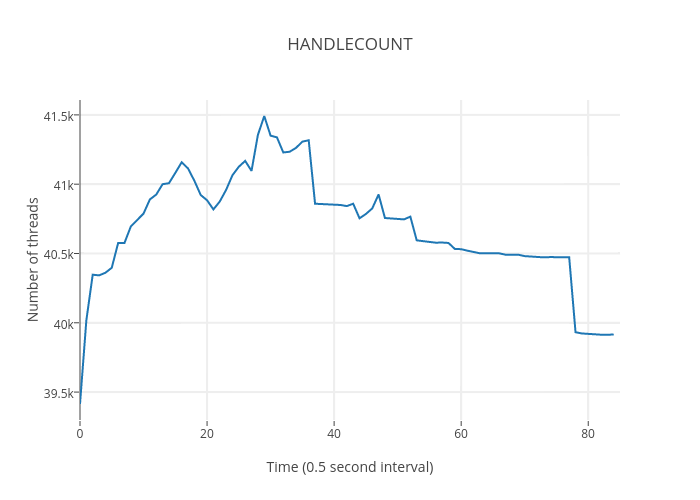 HANDLECOUNT
41.5k
41k
40.5k
40k
39.5k
Number of threads
0 20 40 60 80
Time (0.5 second interval)